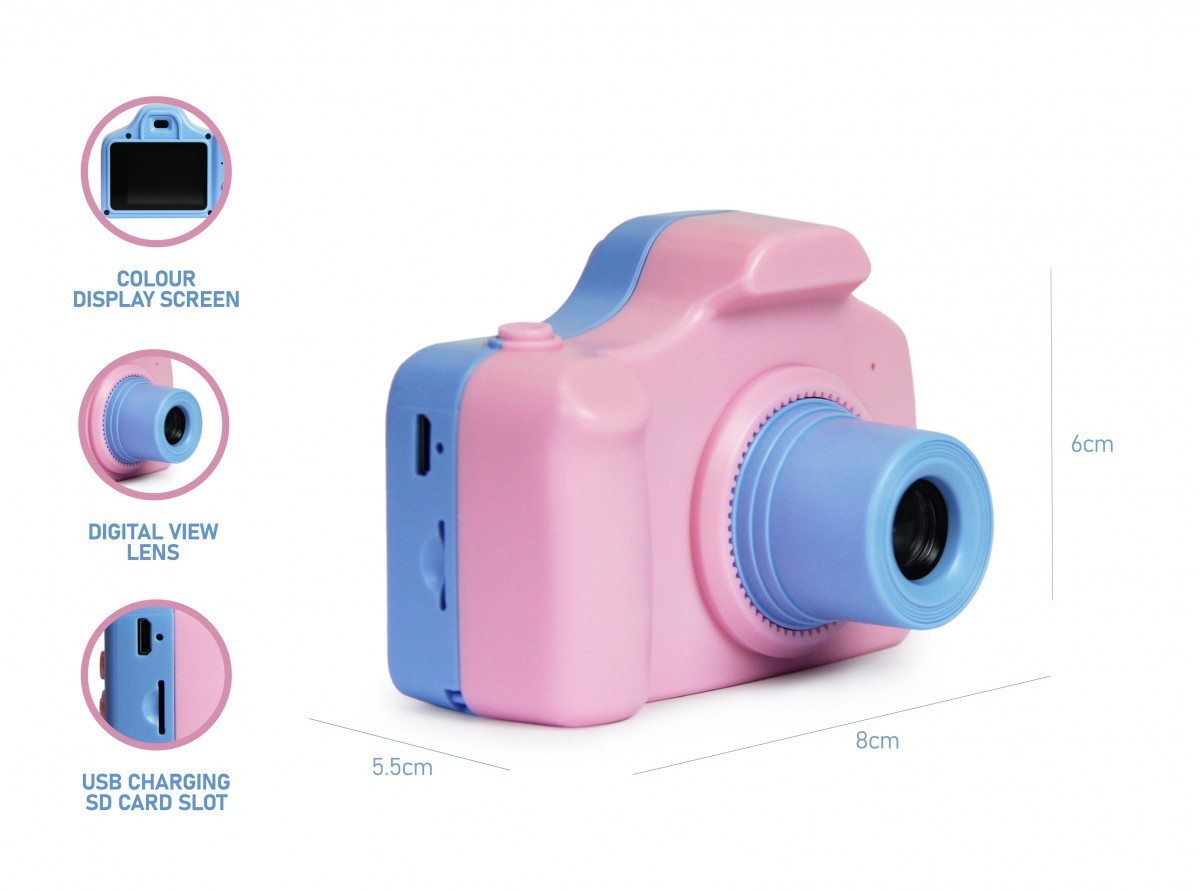 COLOUR
DISPLAY SCREEN
DIGITAL VIEW
LENS
USB CHARGING
SD CARD SLOT
6cm
8cm
5.5cm